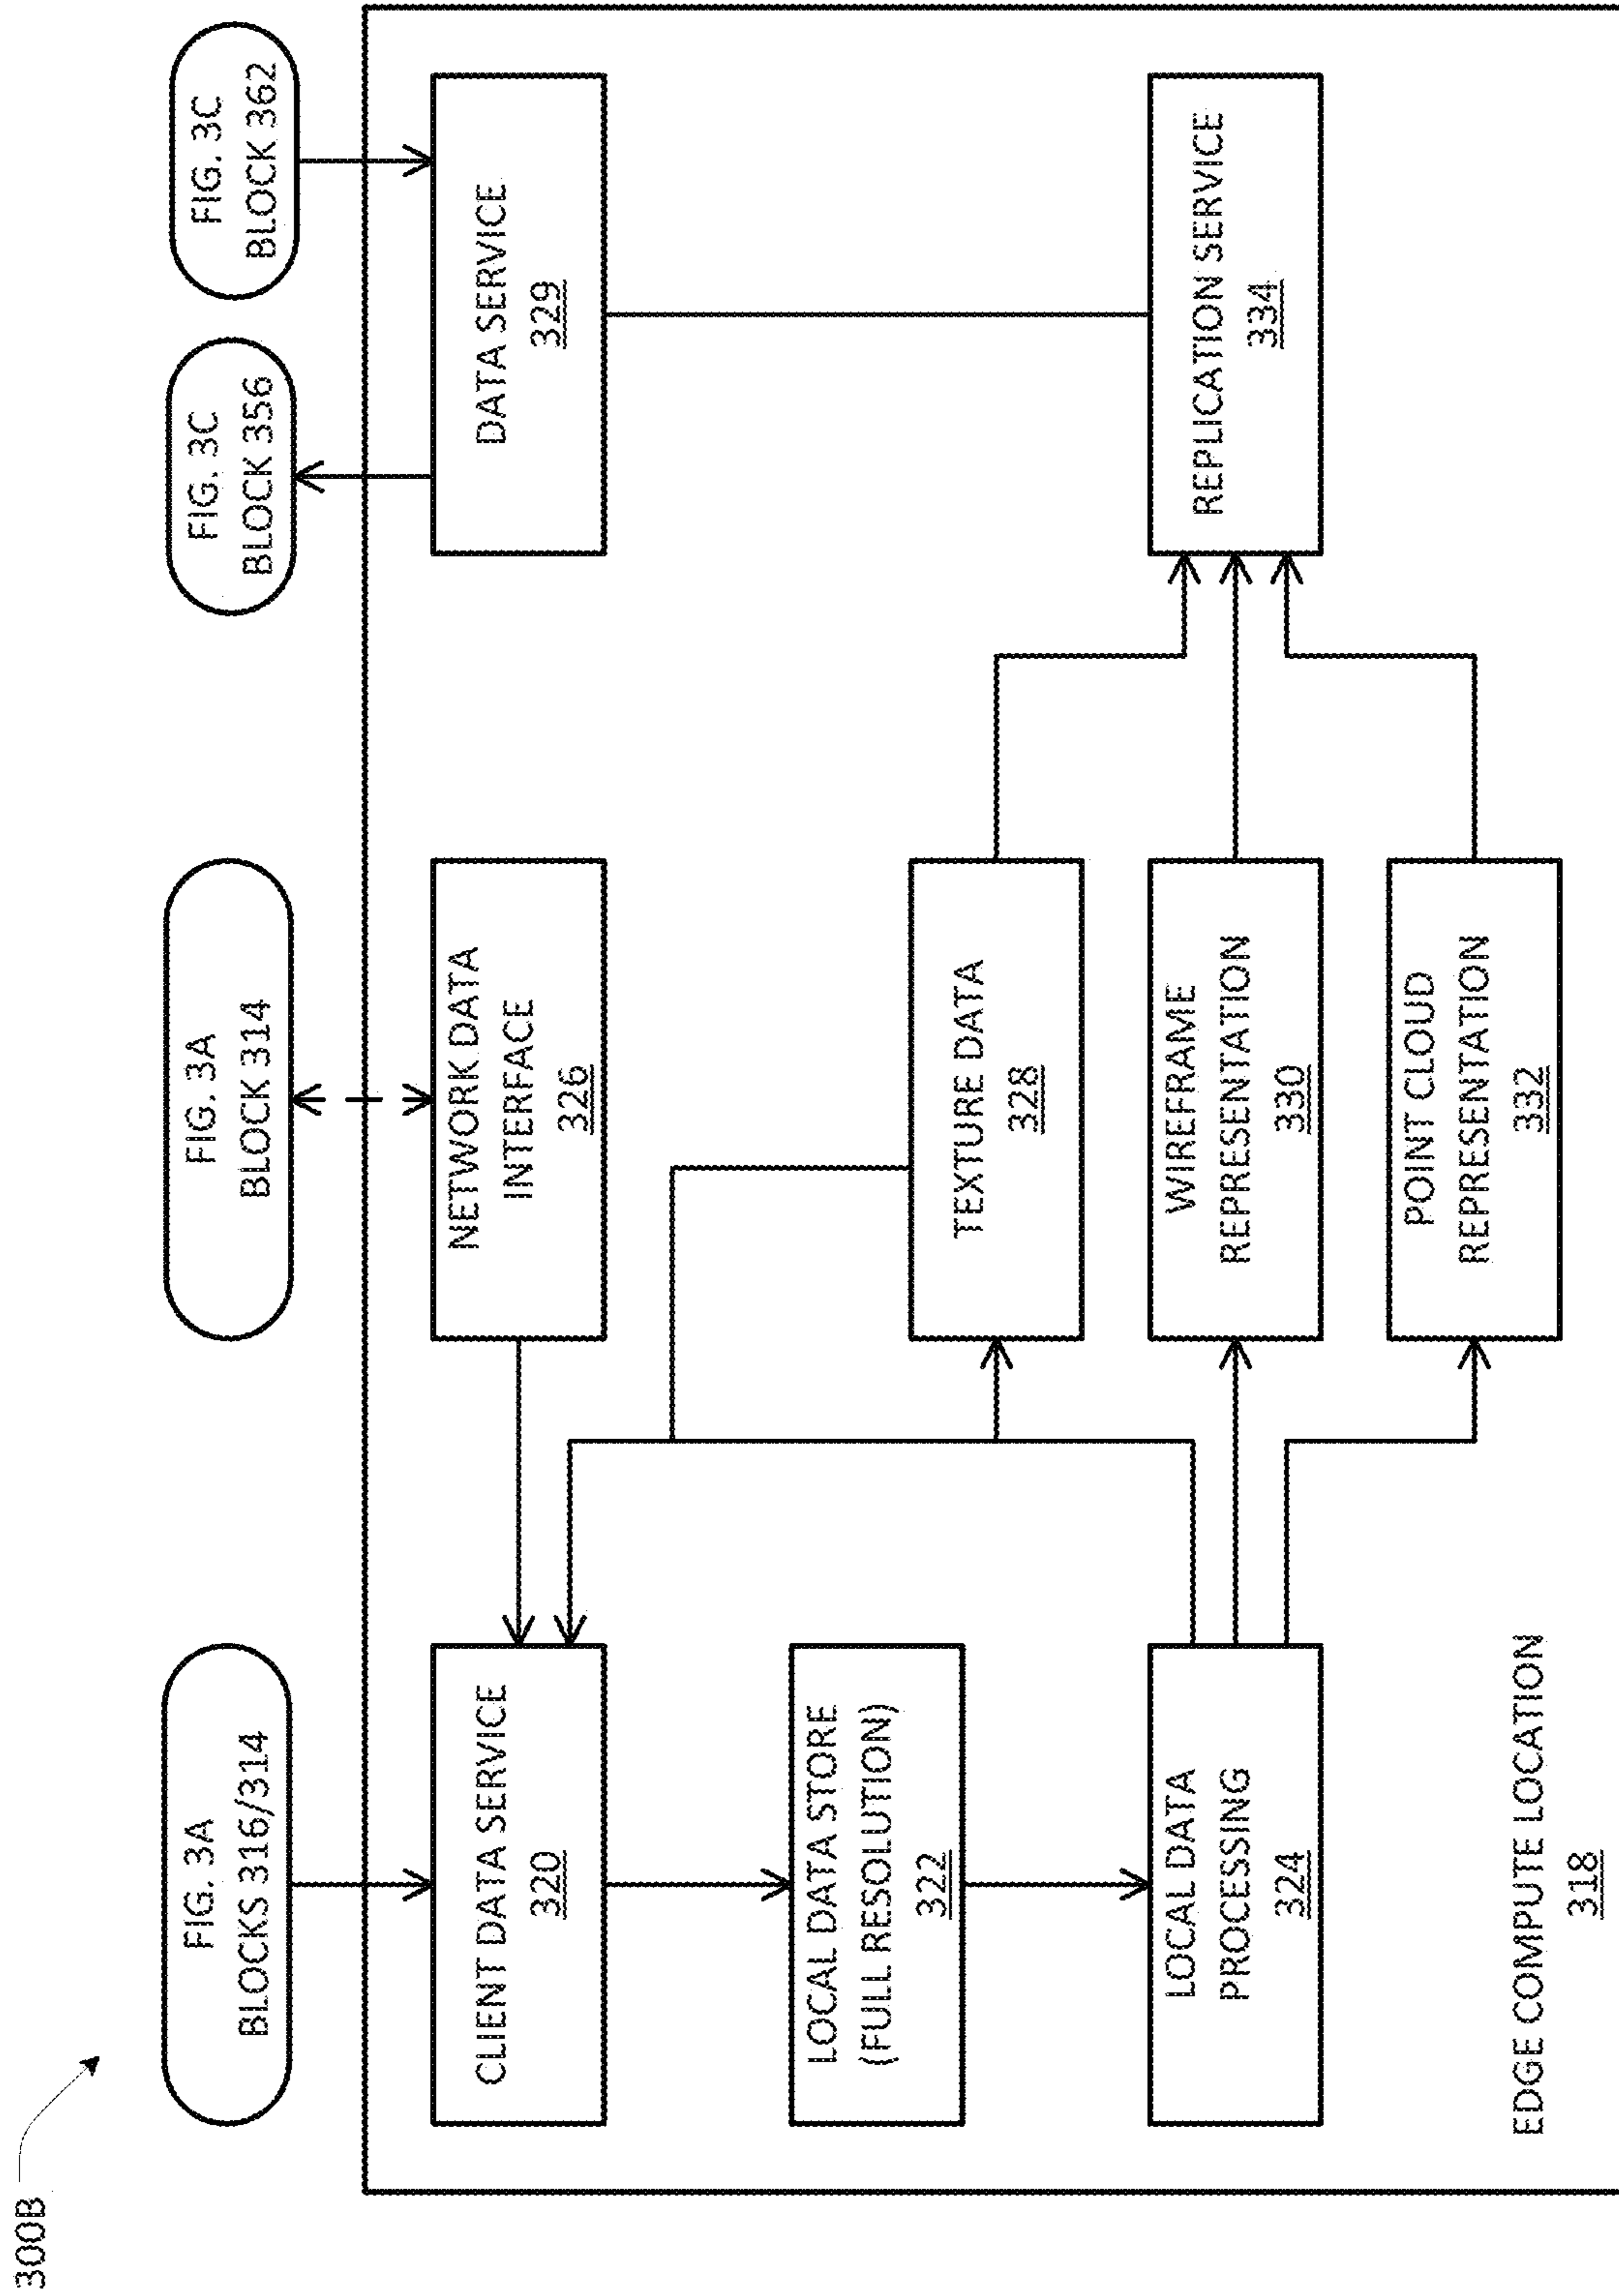 300B
FIG. 3A
BLOCKS 316/314
FIG. 3A
BLOCK 314
FIG. 3C
BLOCK 356
FIG. 3C
BLOCK 362
CLIENT DATA SERVICE
320
NETWORK DATA
INTERFACE
326
DATA SERVICE
329
LOCAL DATA STORE
(FULL RESOLUTION)
322
TEXTURE DATA
328
LOCAL DATA
PROCESSING
324
WIREFRAME
REPRESENTATION
330
REPLICATION SERVICE
334
POINT CLOUD
REPRESENTATION
332
EDGE COMPUTE LOCATION
318